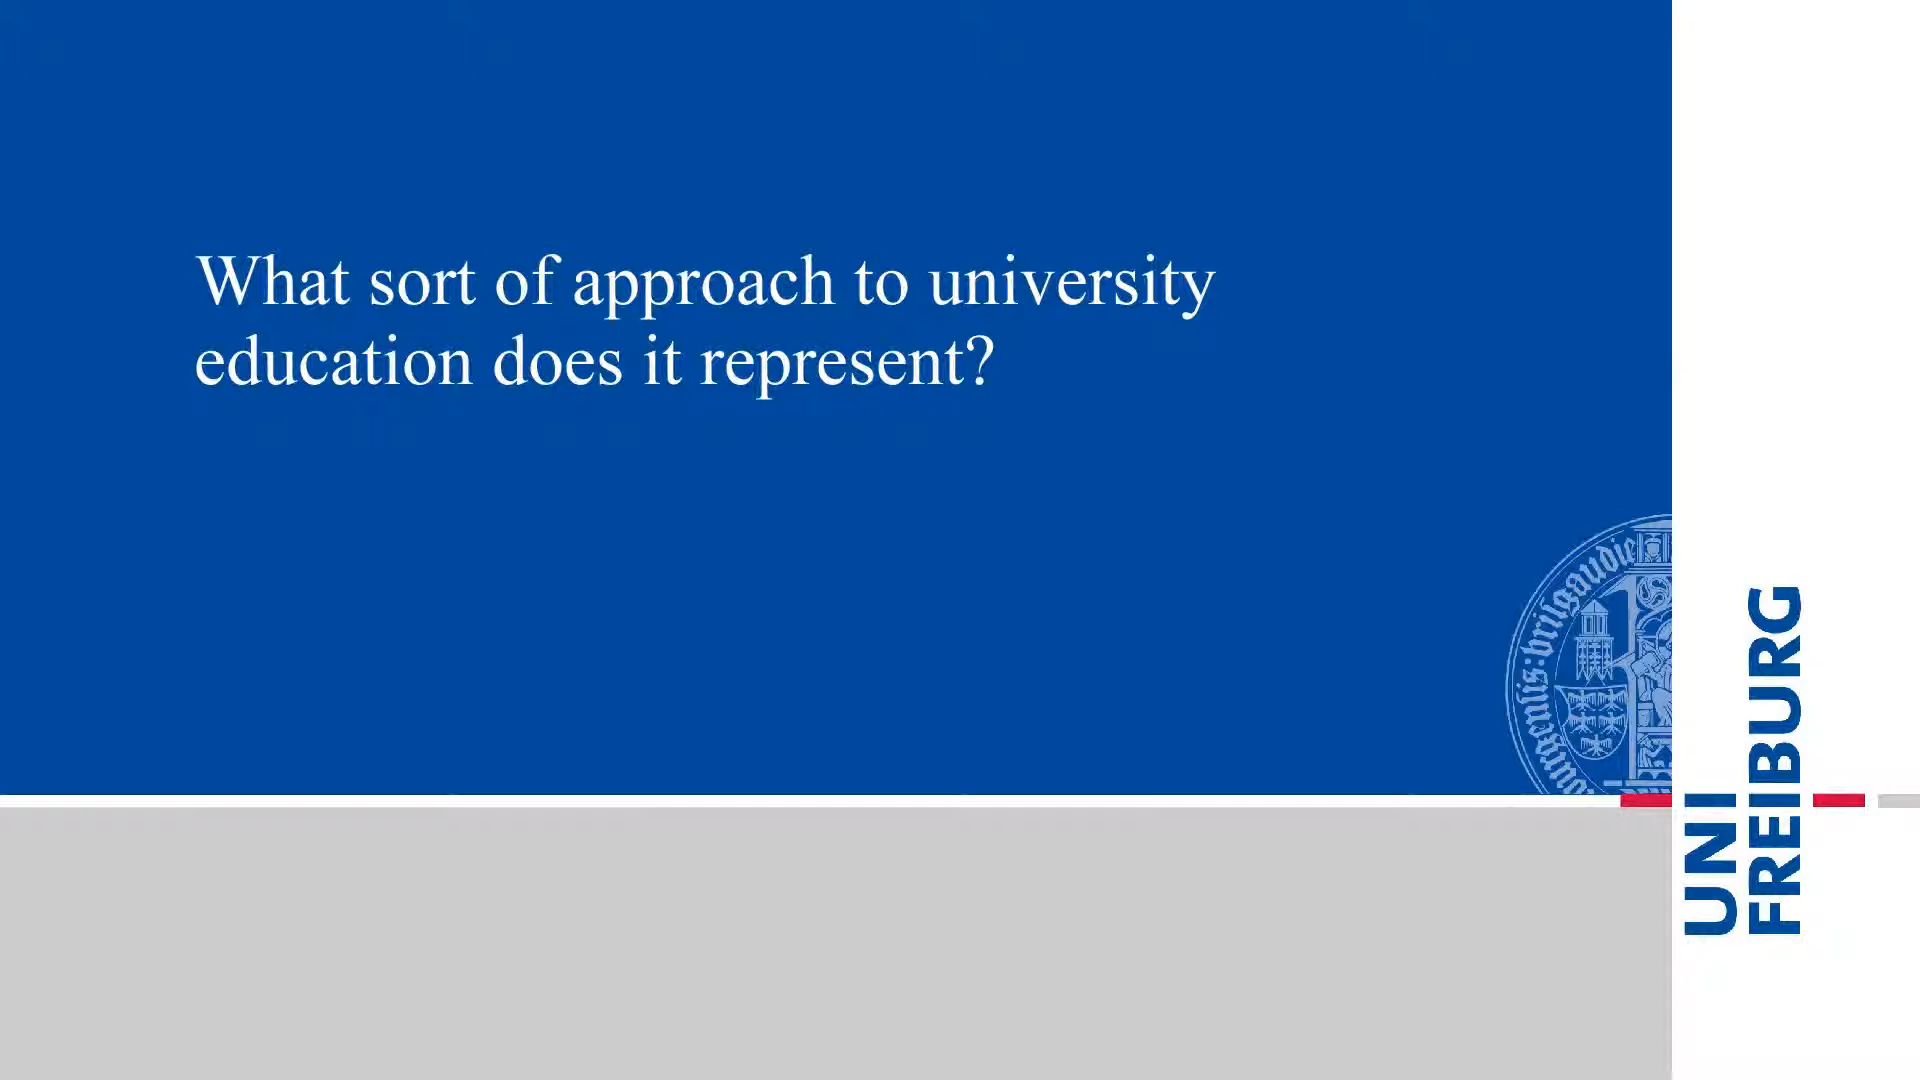 What sort of approach to university
education does it represent?
UNI
FREIBURG